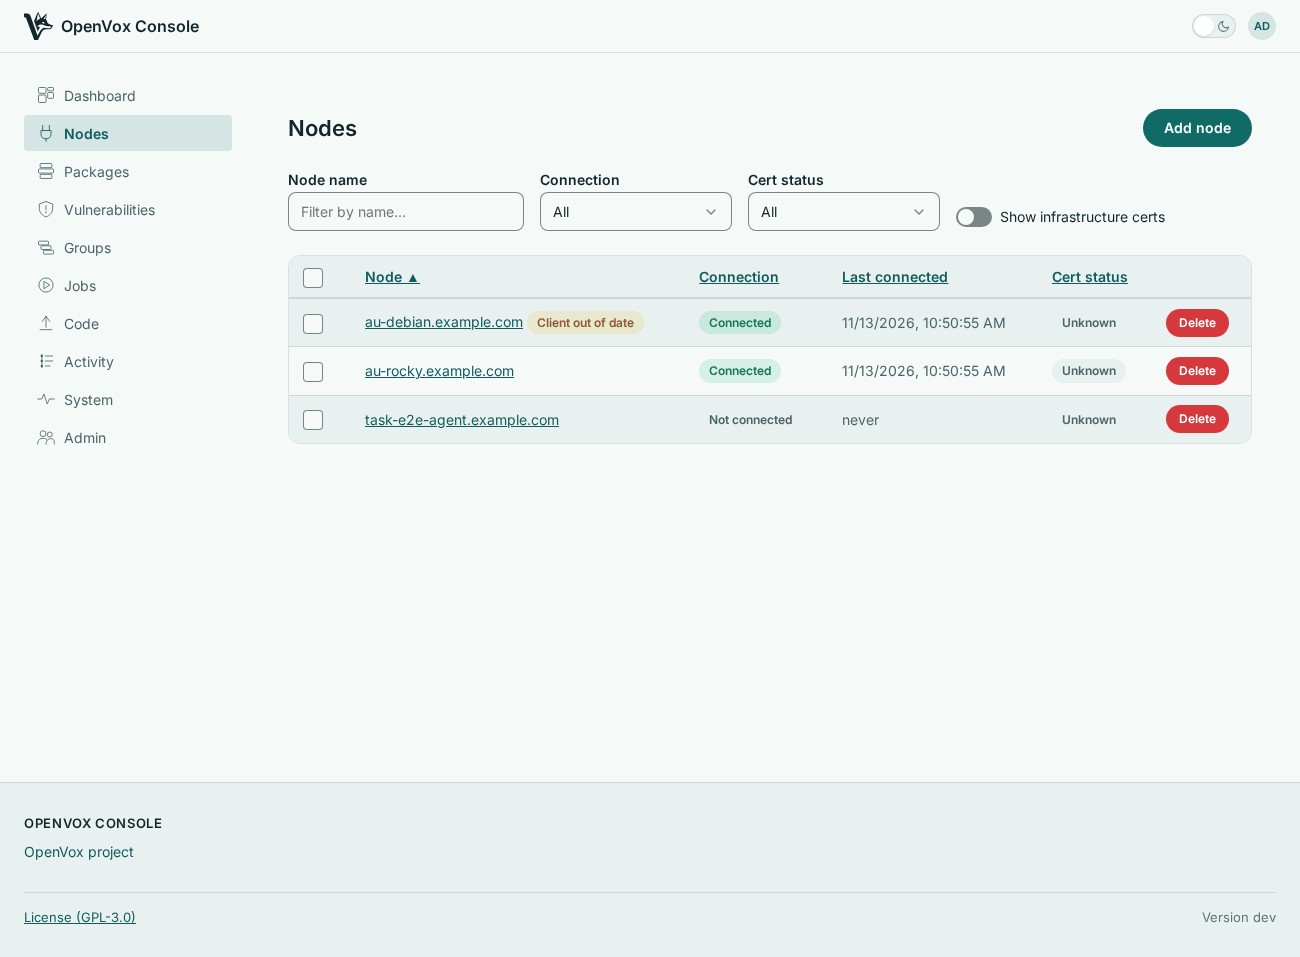 OpenVox Console
AD
Dashboard
Nodes
Packages
Vulnerabilities
Groups
Jobs
Code
Activity
System
Admin
Nodes
Add node
Node name
Connection
Cert status
Filter by name...
All
All
Show infrastructure certs
Node ▲ Connection Last connected Cert status
au-debian.example.com Client out of date Connected 11/13/2026, 10:50:55 AM Unknown Delete
au-rocky.example.com Connected 11/13/2026, 10:50:55 AM Unknown Delete
task-e2e-agent.example.com Not connected never Unknown Delete
OPENVOX CONSOLE
OpenVox project
License (GPL-3.0)
Version dev